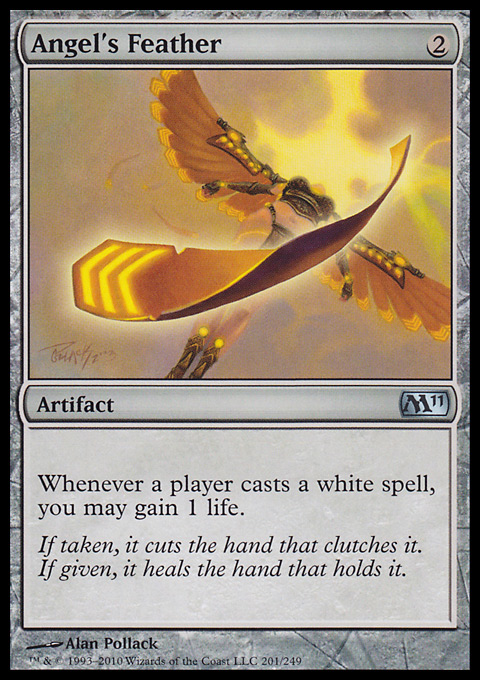 Angel's Feather 2
Artifact M11
Whenever a player casts a white spell,
you may gain 1 life.
If taken, it cuts the hand that clutches it.
If given, it heals the hand that holds it.
Alan Pollack
™ & © 1993–2010 Wizards of the Coast LLC 201/249